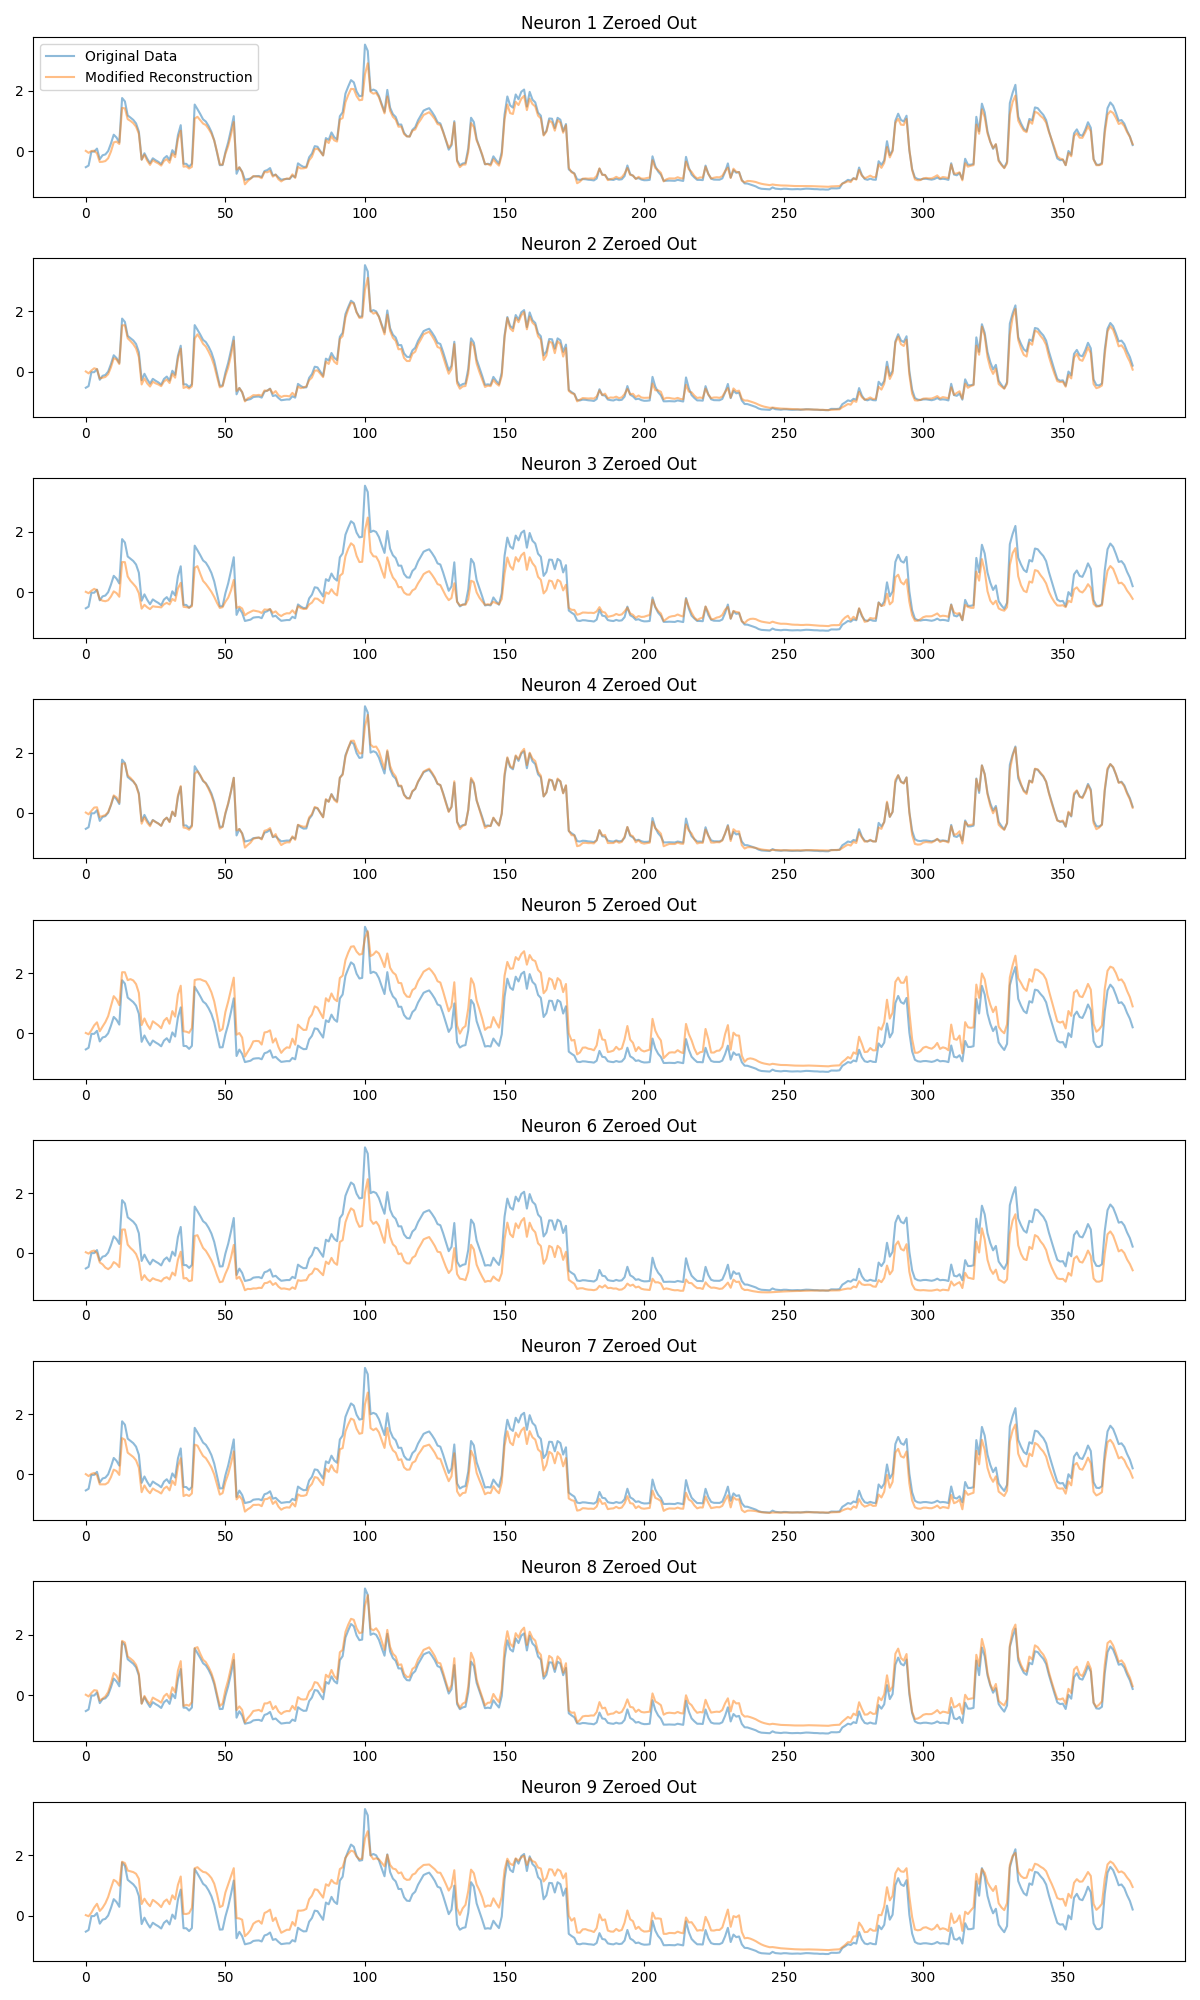 Neuron 1 Zeroed Out
Original Data
Modified Reconstruction
2
0
0 50 100 150 200 250 300 350
Neuron 2 Zeroed Out
2
0
0 50 100 150 200 250 300 350
Neuron 3 Zeroed Out
2
0
0 50 100 150 200 250 300 350
Neuron 4 Zeroed Out
2
0
0 50 100 150 200 250 300 350
Neuron 5 Zeroed Out
2
0
0 50 100 150 200 250 300 350
Neuron 6 Zeroed Out
2
0
0 50 100 150 200 250 300 350
Neuron 7 Zeroed Out
2
0
0 50 100 150 200 250 300 350
Neuron 8 Zeroed Out
2
0
0 50 100 150 200 250 300 350
Neuron 9 Zeroed Out
2
0
0 50 100 150 200 250 300 350